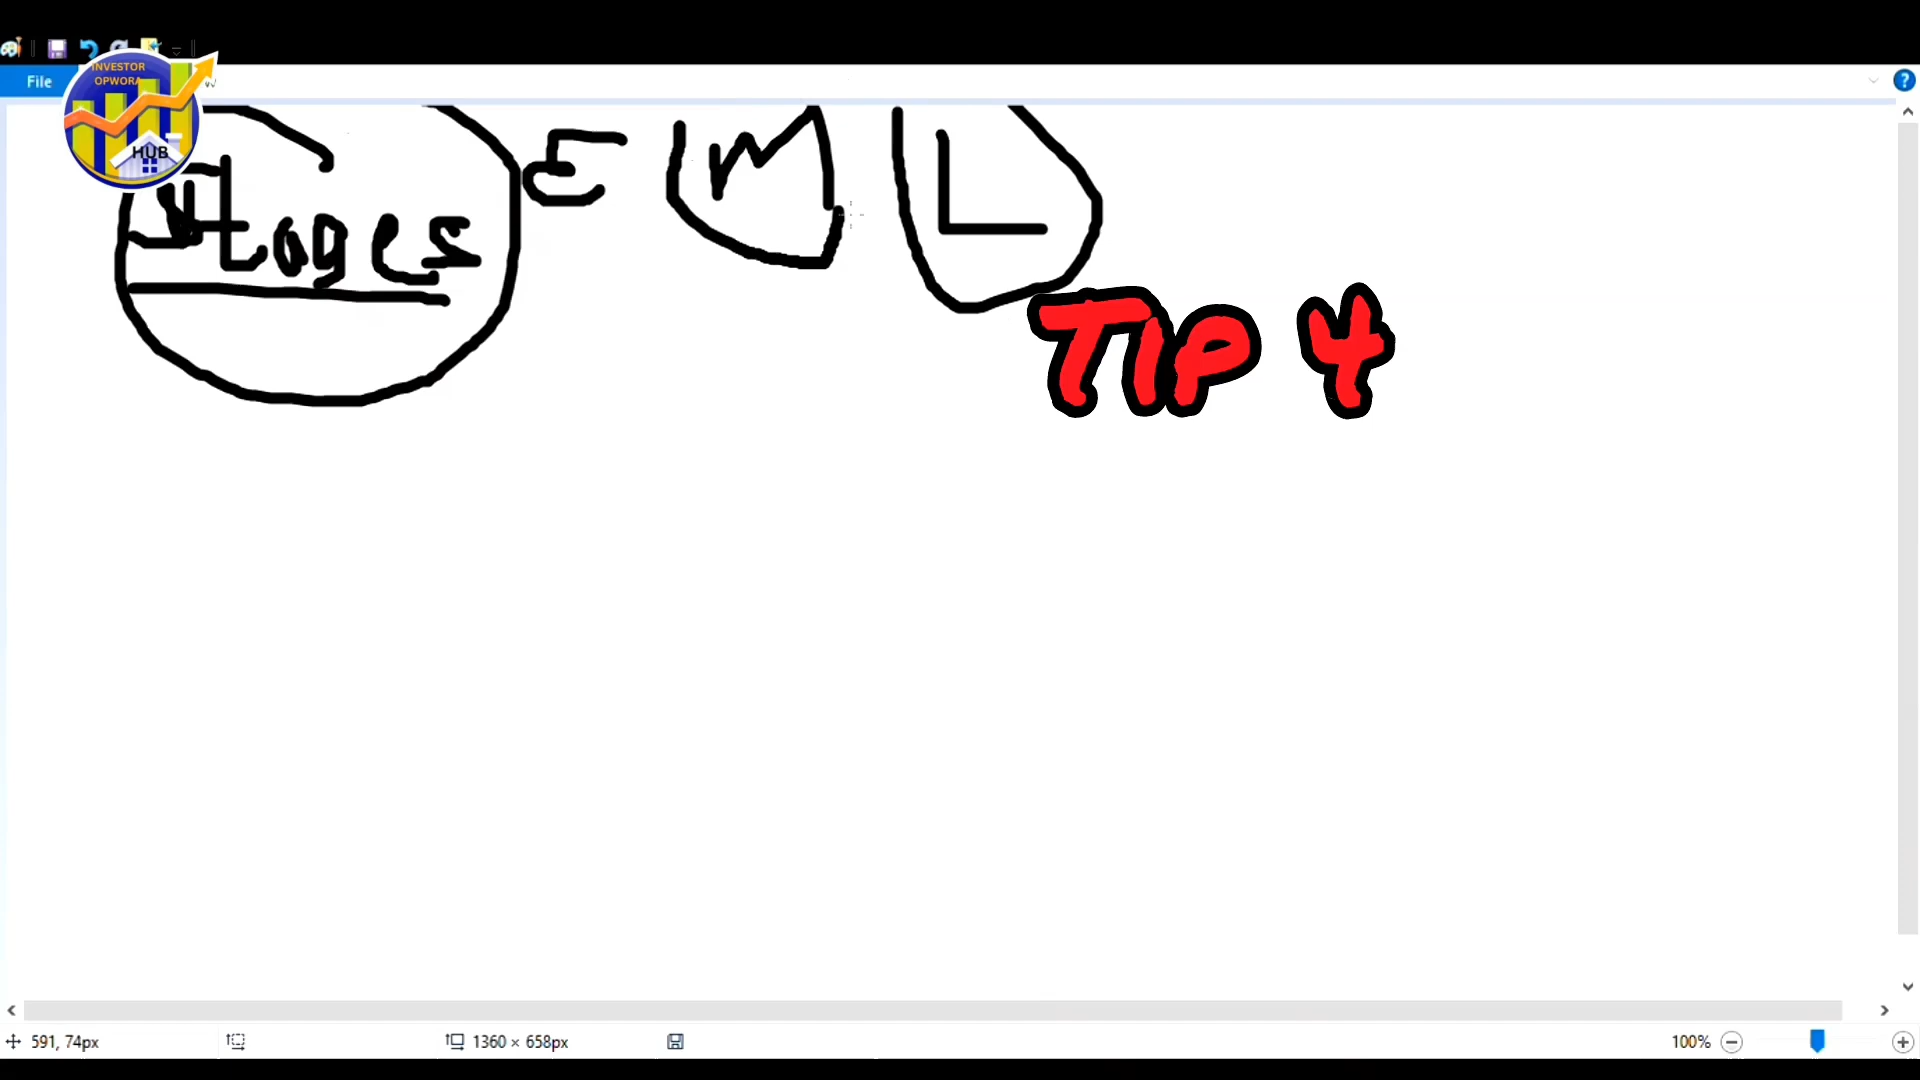 INVESTOR
OPWORA
HUB
File
w
Stages E M L
TIP 4
591, 74px
1360 × 658px
100%